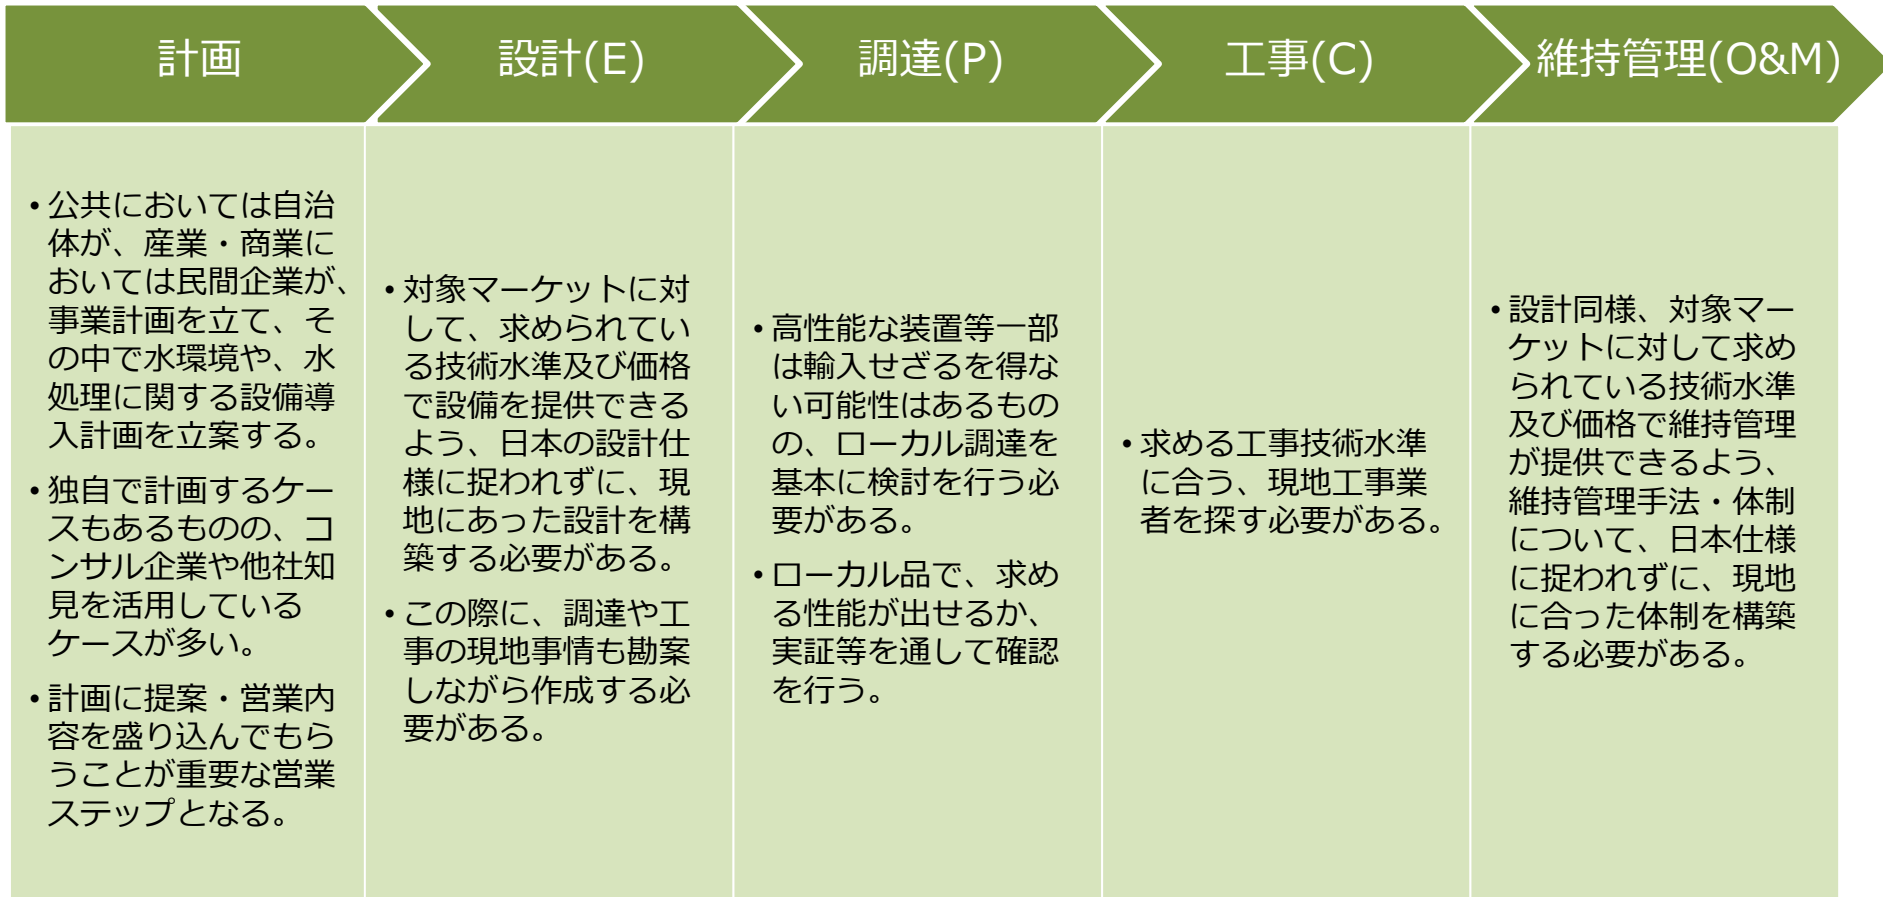 計画
設計(E)
調達(P)
工事(C)
維持管理(O&M)
•公共においては自治
体が、産業・商業に
おいては民間企業が、
事業計画を立て、そ
の中で水環境や、水
処理に関する設備導
入計画を立案する。
•独自で計画するケー
スもあるものの、コ
ンサル企業や他社知
見を活用している
ケースが多い。
•計画に提案・営業内
容を盛り込んでもら
うことが重要な営業
ステップとなる。
•対象マーケットに対
して、求められてい
る技術水準及び価格
で設備を提供できる
よう、日本の設計仕
様に捉われずに、現
地にあった設計を構
築する必要がある。
•この際に、調達や工
事の現地事情も勘案
しながら作成する必
要がある。
•高性能な装置等一部
は輸入せざるを得な
い可能性はあるもの
の、ローカル調達を
基本に検討を行う必
要がある。
•ローカル品で、求め
る性能が出せるか、
実証等を通して確認
を行う。
•求める工事技術水準
に合う、現地工事業
者を探す必要がある。
•設計同様、対象マー
ケットに対して求め
られている技術水準
及び価格で維持管理
が提供できるよう、
維持管理手法・体制
について、日本仕様
に捉われずに、現地
に合った体制を構築
する必要がある。